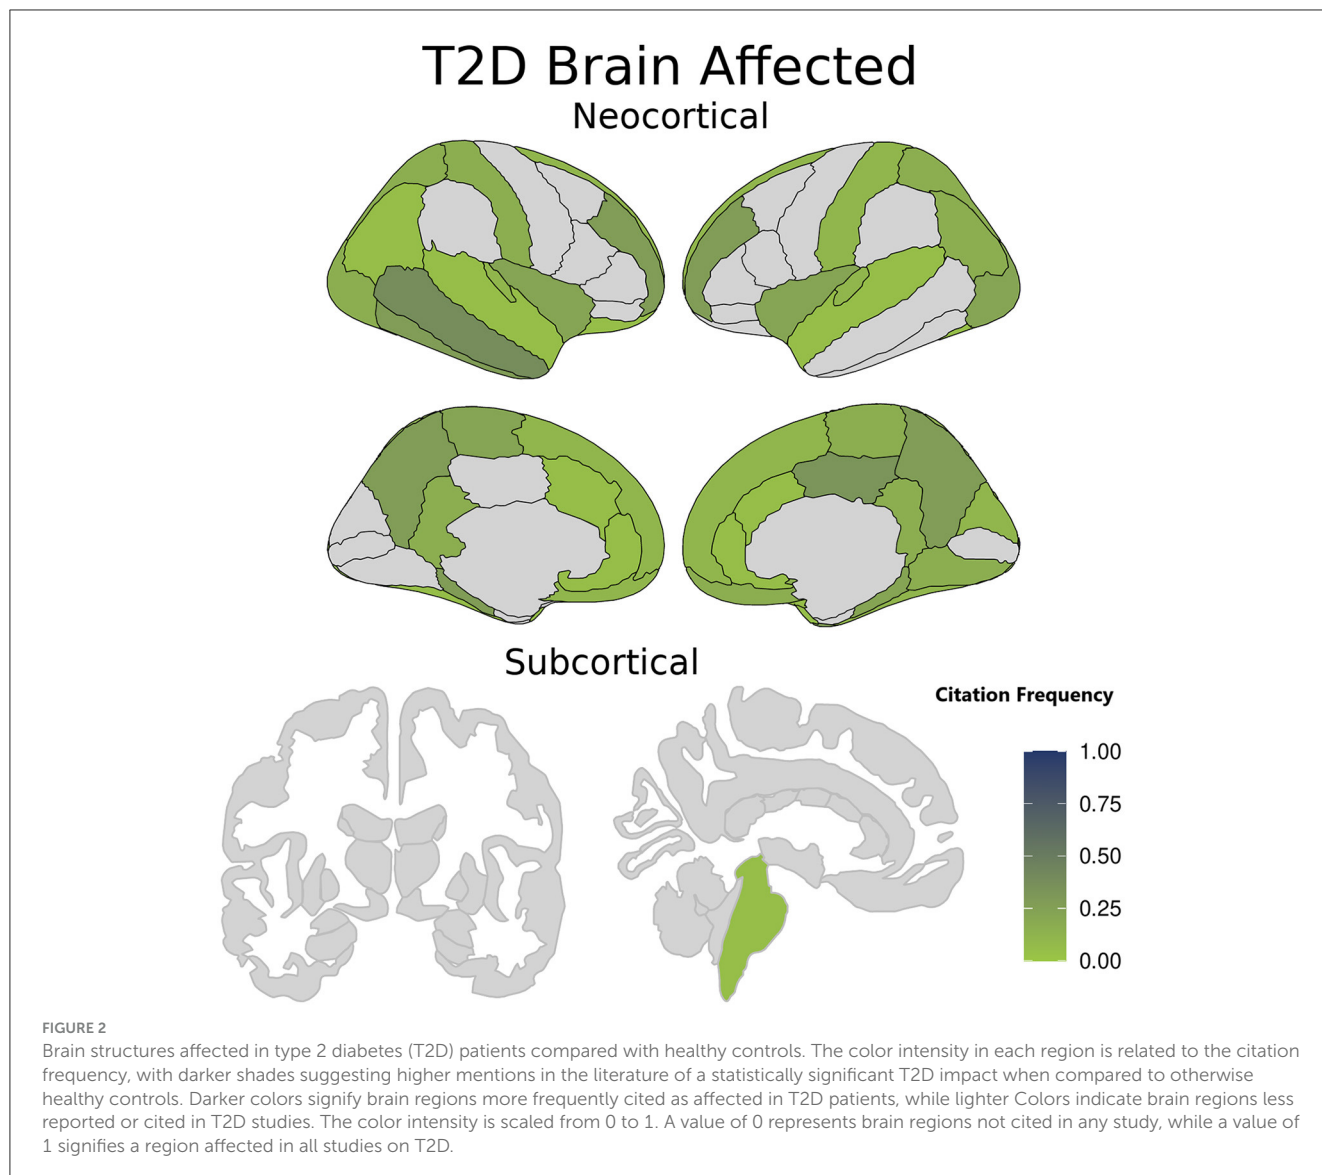 T2D Brain Affected
Neocortical
Subcortical
Citation Frequency
1.00
0.75
0.50
0.25
0.00
FIGURE 2
Brain structures affected in type 2 diabetes (T2D) patients compared with healthy controls. The color intensity in each region is related to the citation
frequency, with darker shades suggesting higher mentions in the literature of a statistically significant T2D impact when compared to otherwise
healthy controls. Darker colors signify brain regions more frequently cited as affected in T2D patients, while lighter Colors indicate brain regions less
reported or cited in T2D studies. The color intensity is scaled from 0 to 1. A value of 0 represents brain regions not cited in any study, while a value of
1 signifies a region affected in all studies on T2D.